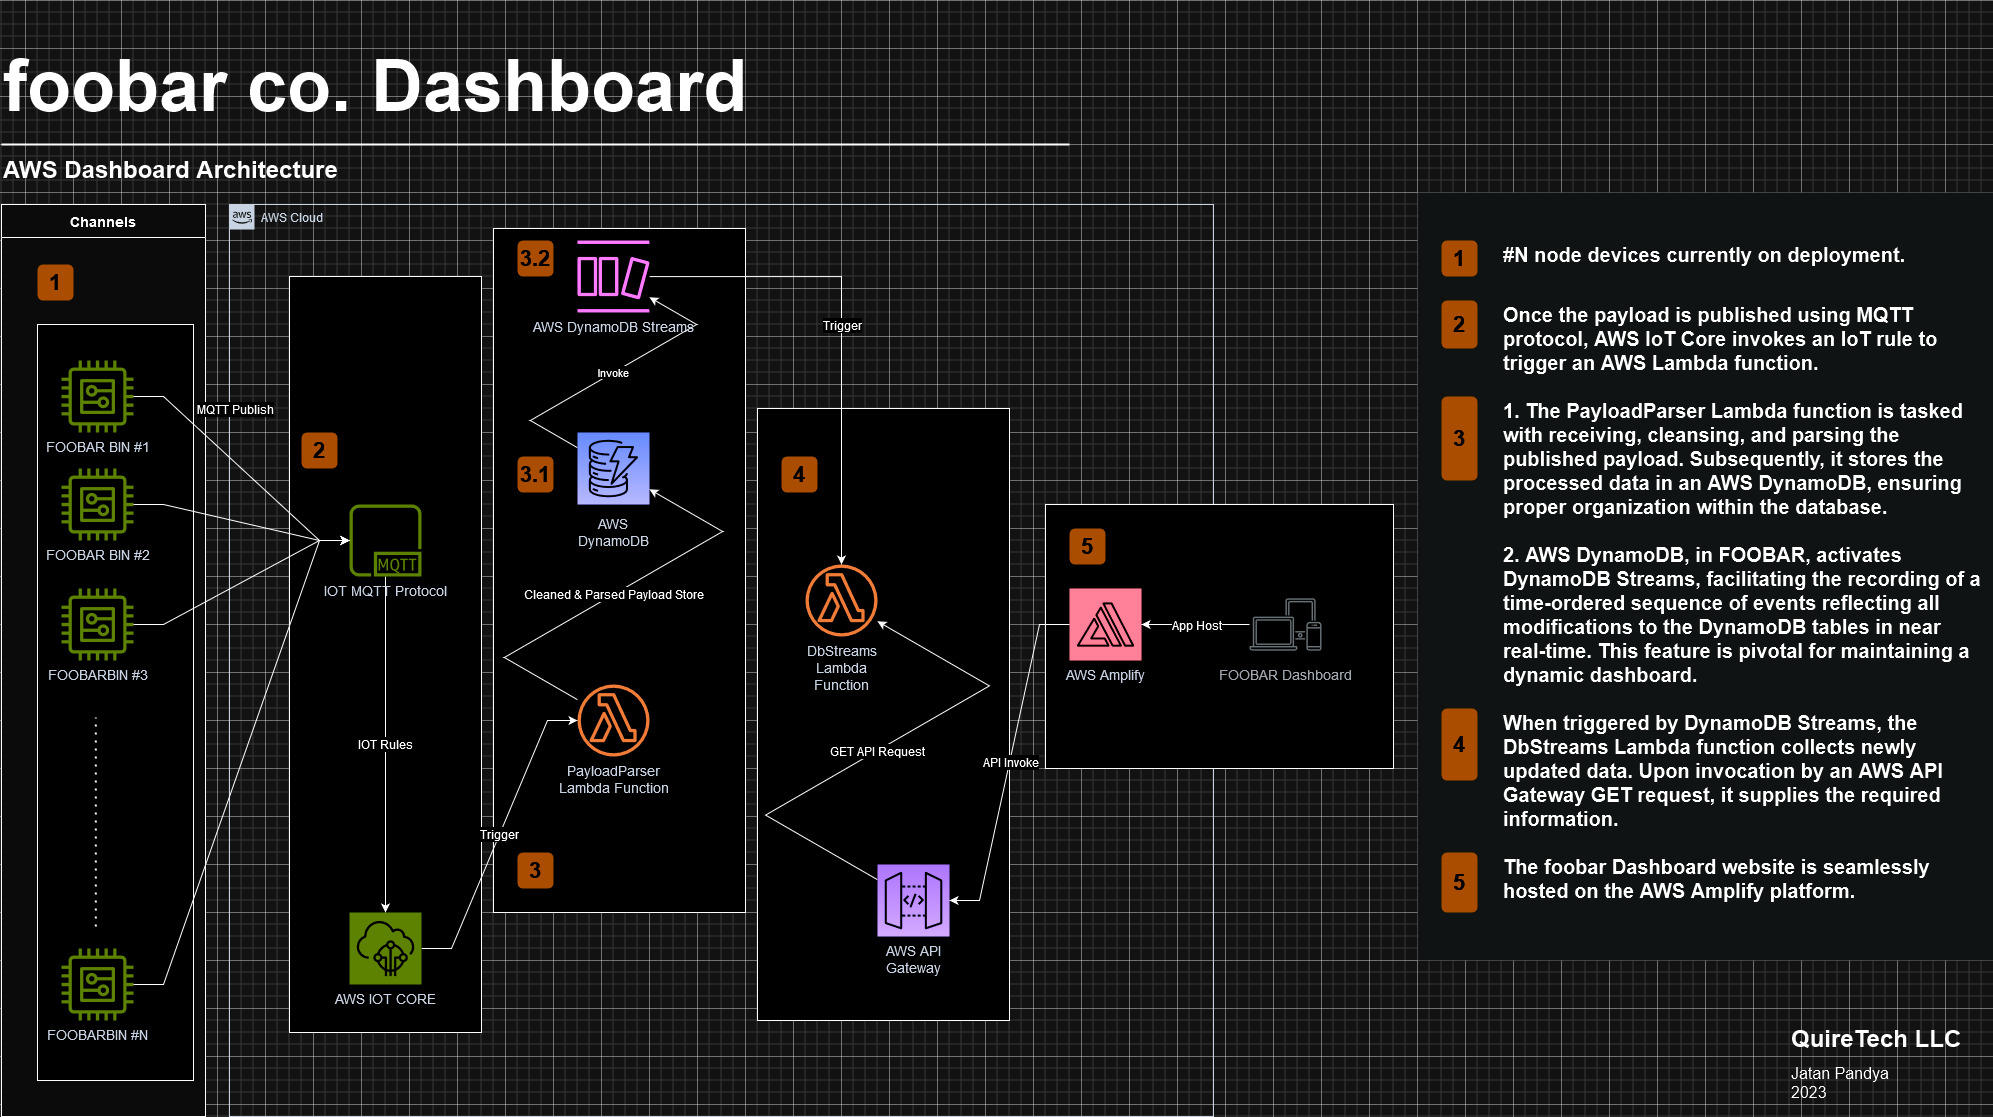 foobar co. Dashboard
AWS Dashboard Architecture
Channels
1
FOOBAR BIN #1
FOOBAR BIN #2
FOOBARBIN #3
FOOBARBIN #N
MQTT Publish
aws
AWS Cloud
2
MQTT
IOT MQTT Protocol
IOT Rules
AWS IOT CORE
Trigger
3.2
AWS DynamoDB Streams
Invoke
3.1
AWS
DynamoDB
Cleaned & Parsed Payload Store
PayloadParser
Lambda Function
3
Trigger
4
DbStreams
Lambda
Function
GET API Request
</>
AWS API
Gateway
API Invoke
5
AWS Amplify
App Host
FOOBAR Dashboard
1
#N node devices currently on deployment.
2
Once the payload is published using MQTT
protocol, AWS IoT Core invokes an IoT rule to
trigger an AWS Lambda function.
3
1. The PayloadParser Lambda function is tasked
with receiving, cleansing, and parsing the
published payload. Subsequently, it stores the
processed data in an AWS DynamoDB, ensuring
proper organization within the database.
2. AWS DynamoDB, in FOOBAR, activates
DynamoDB Streams, facilitating the recording of a
time-ordered sequence of events reflecting all
modifications to the DynamoDB tables in near
real-time. This feature is pivotal for maintaining a
dynamic dashboard.
4
When triggered by DynamoDB Streams, the
DbStreams Lambda function collects newly
updated data. Upon invocation by an AWS API
Gateway GET request, it supplies the required
information.
5
The foobar Dashboard website is seamlessly
hosted on the AWS Amplify platform.
QuireTech LLC
Jatan Pandya
2023